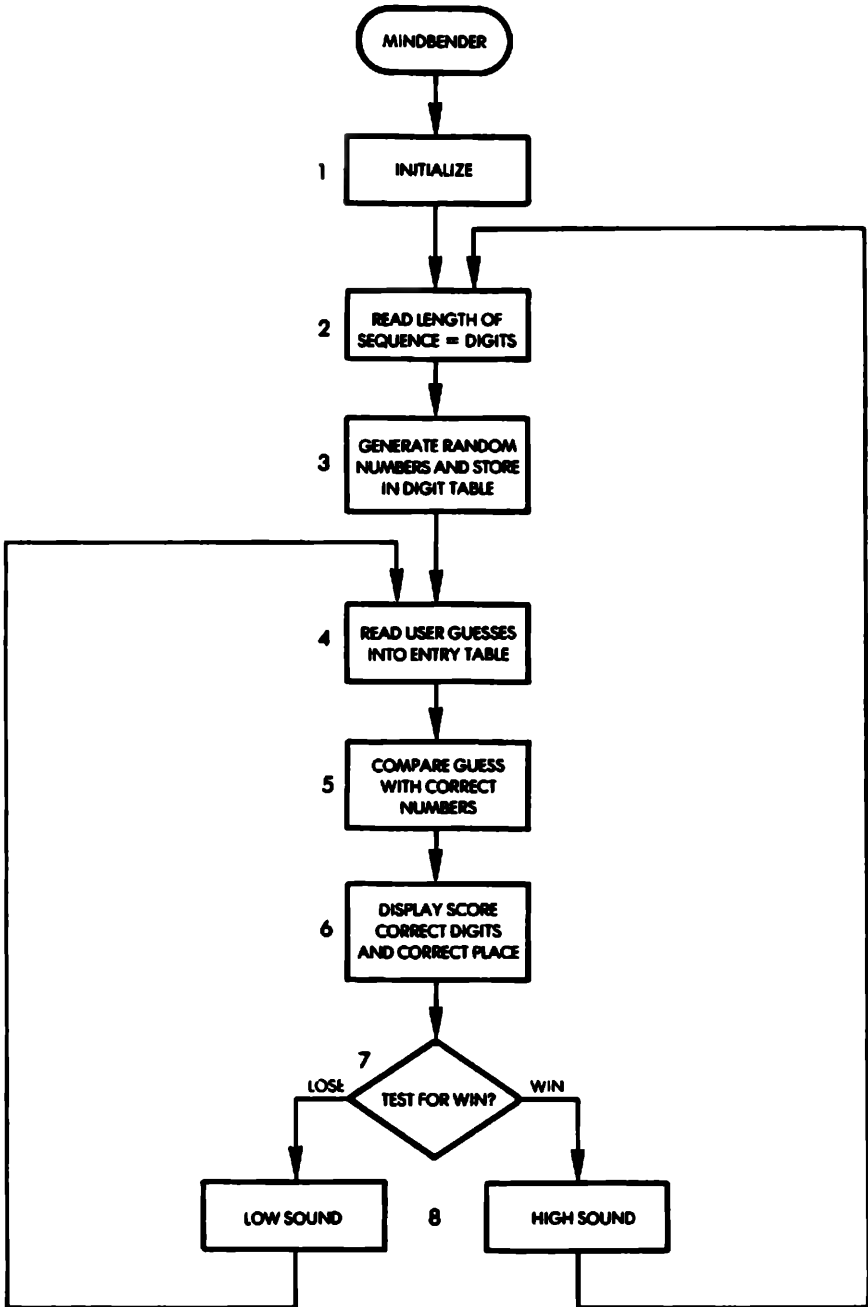 MINDBENDER
1
INITIALIZE
2
READ LENGTH OF
SEQUENCE = DIGITS
3
GENERATE RANDOM
NUMBERS AND STORE
IN DIGIT TABLE
4
READ USER GUESSES
INTO ENTRY TABLE
5
COMPARE GUESS
WITH CORRECT
NUMBERS
6
DISPLAY SCORE
CORRECT DIGITS
AND CORRECT PLACE
7
LOSE
TEST FOR WIN?
WIN
LOW SOUND
8
HIGH SOUND